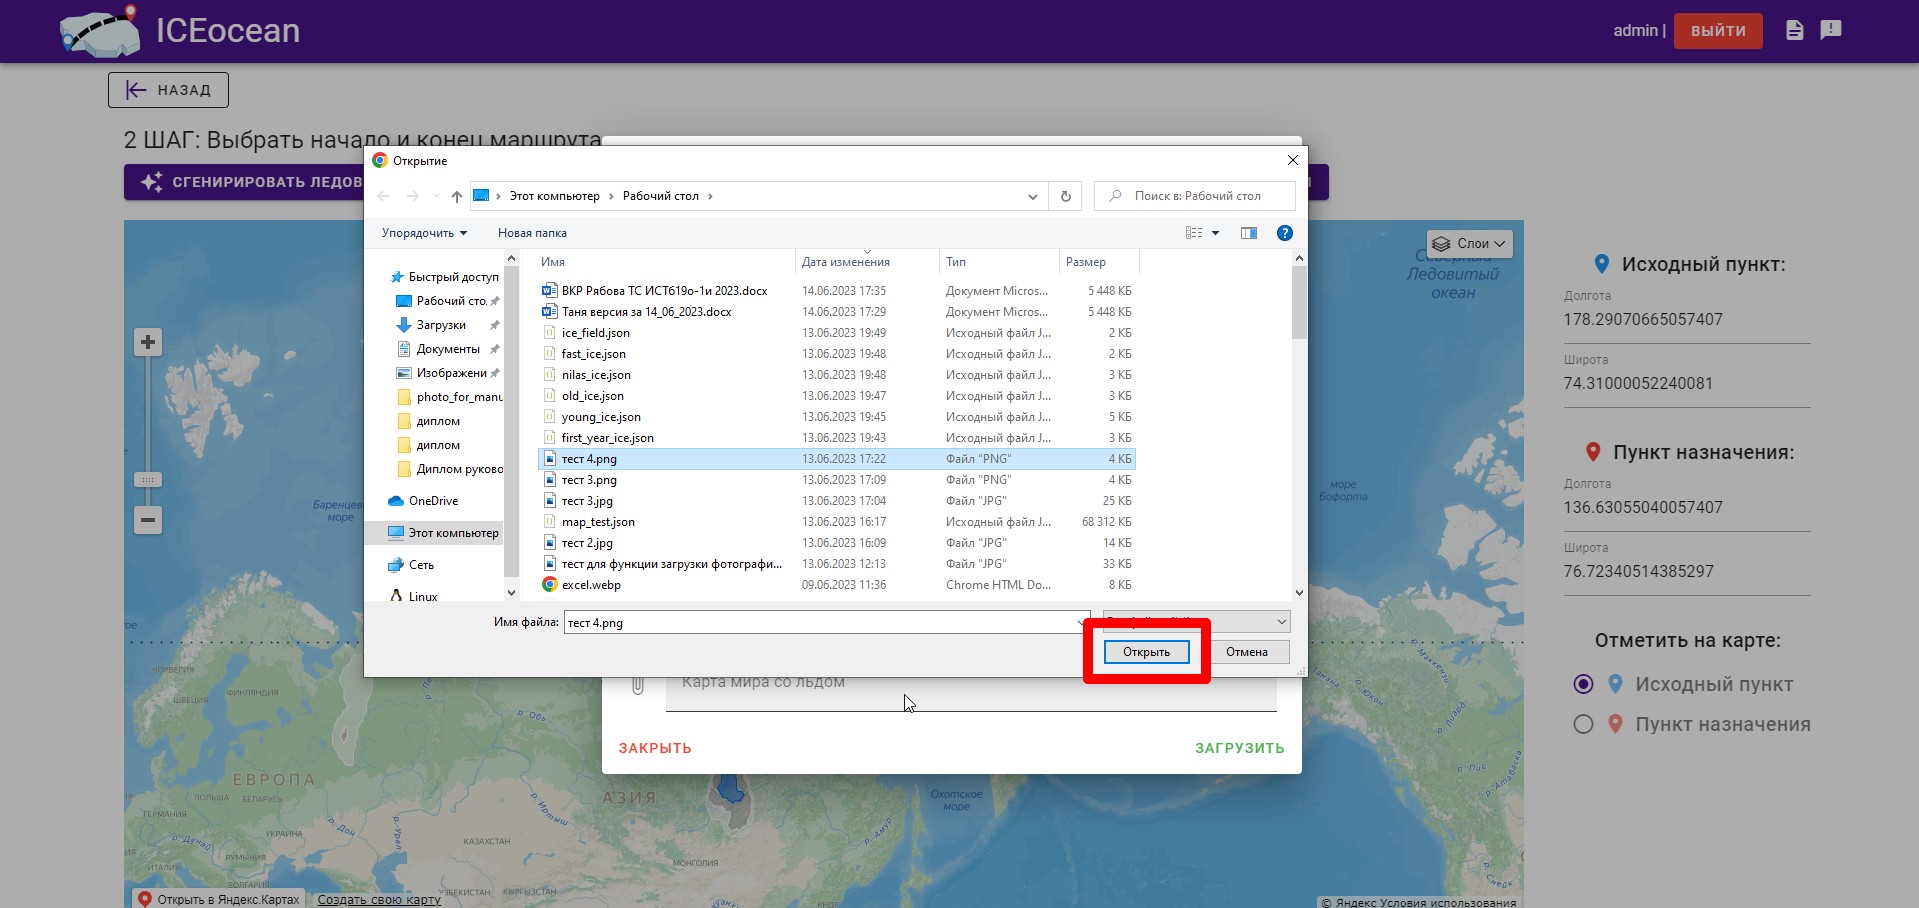 ICEocean
admin |
ВЫЙТИ
НАЗАД
2 ШАГ: Выбрать начало и конец маршрута
СГЕНИРИРОВАТЬ ЛЕДОВ
Открытие
Этот компьютер
Рабочий стол
Поиск в: Рабочий стол
Упорядочить
Новая папка
Быстрый доступ
Рабочий сто.
Загрузки
Документы
Изображени
photo_for_manu
диплом
диплом
Диплом руково
OneDrive
Этот компьютер
Сеть
Linux
Имя Дата изменения Тип Размер
ВКР Рябова ТС ИСТб19о-1и 2023.docx 14.06.2023 17:35 Документ Micros... 5 448 КБ
Таня версия за 14_06_2023.docx 14.06.2023 17:29 Документ Micros... 5 448 КБ
ice_field.json 13.06.2023 19:49 Исходный файл J... 2 КБ
fast_ice.json 13.06.2023 19:48 Исходный файл J... 2 КБ
nilas_ice.json 13.06.2023 19:48 Исходный файл J... 3 КБ
old_ice.json 13.06.2023 19:47 Исходный файл J... 3 КБ
young_ice.json 13.06.2023 19:45 Исходный файл J... 5 КБ
first_year_ice.json 13.06.2023 19:43 Исходный файл J... 3 КБ
тест 4.png 13.06.2023 17:22 Файл "PNG" 4 КБ
тест 3.png 13.06.2023 17:09 Файл "PNG" 4 КБ
тест 3.jpg 13.06.2023 17:04 Файл "JPG" 25 КБ
map_test.json 13.06.2023 16:17 Исходный файл J... 68 312 КБ
тест 2.jpg 13.06.2023 16:09 Файл "JPG" 14 КБ
тест для функции загрузки фотографи... 13.06.2023 12:13 Файл "JPG" 33 КБ
excel.webp 09.06.2023 11:36 Chrome HTML Do... 8 КБ
Имя файла: тест 4.png
Открыть
Отмена
Карта мира со льдом
ЗАКРЫТЬ
ЗАГРУЗИТЬ
Слои
Северный
Ледовитый
океан
Баренцево
море
море
Бофорта
НОРВЕГИЯ
ШВЕЦИЯ
ФИНЛЯНДИЯ
р. Обь
ЕВРОПА
ПОЛЬША
БЕЛАРУСЬ
ГЕРМАНИЯ
УКРАИНА
р. Дон
р. Дунай
р. Урал
р. Иртыш
РУМЫНИЯ
ИТАЛИЯ
БОЛГАРИЯ
КАЗАХСТАН
АЗИЯ
МОНГОЛИЯ
УЗБЕКИСТАН
КЫРГЫЗСТАН
р. Амур
Охотское
море
р. Юкон
р. Маккензи
р. Танана
р. Лиард
р. Пис
р. Атабаска
р. Снейк
Открыть в Яндекс.Картах
Создать свою карту
© Яндекс Условия использования
Исходный пункт:
Долгота
178.29070665057407
Широта
74.31000052240081
Пункт назначения:
Долгота
136.63055040057407
Широта
76.72340514385297
Отметить на карте:
Исходный пункт
Пункт назначения